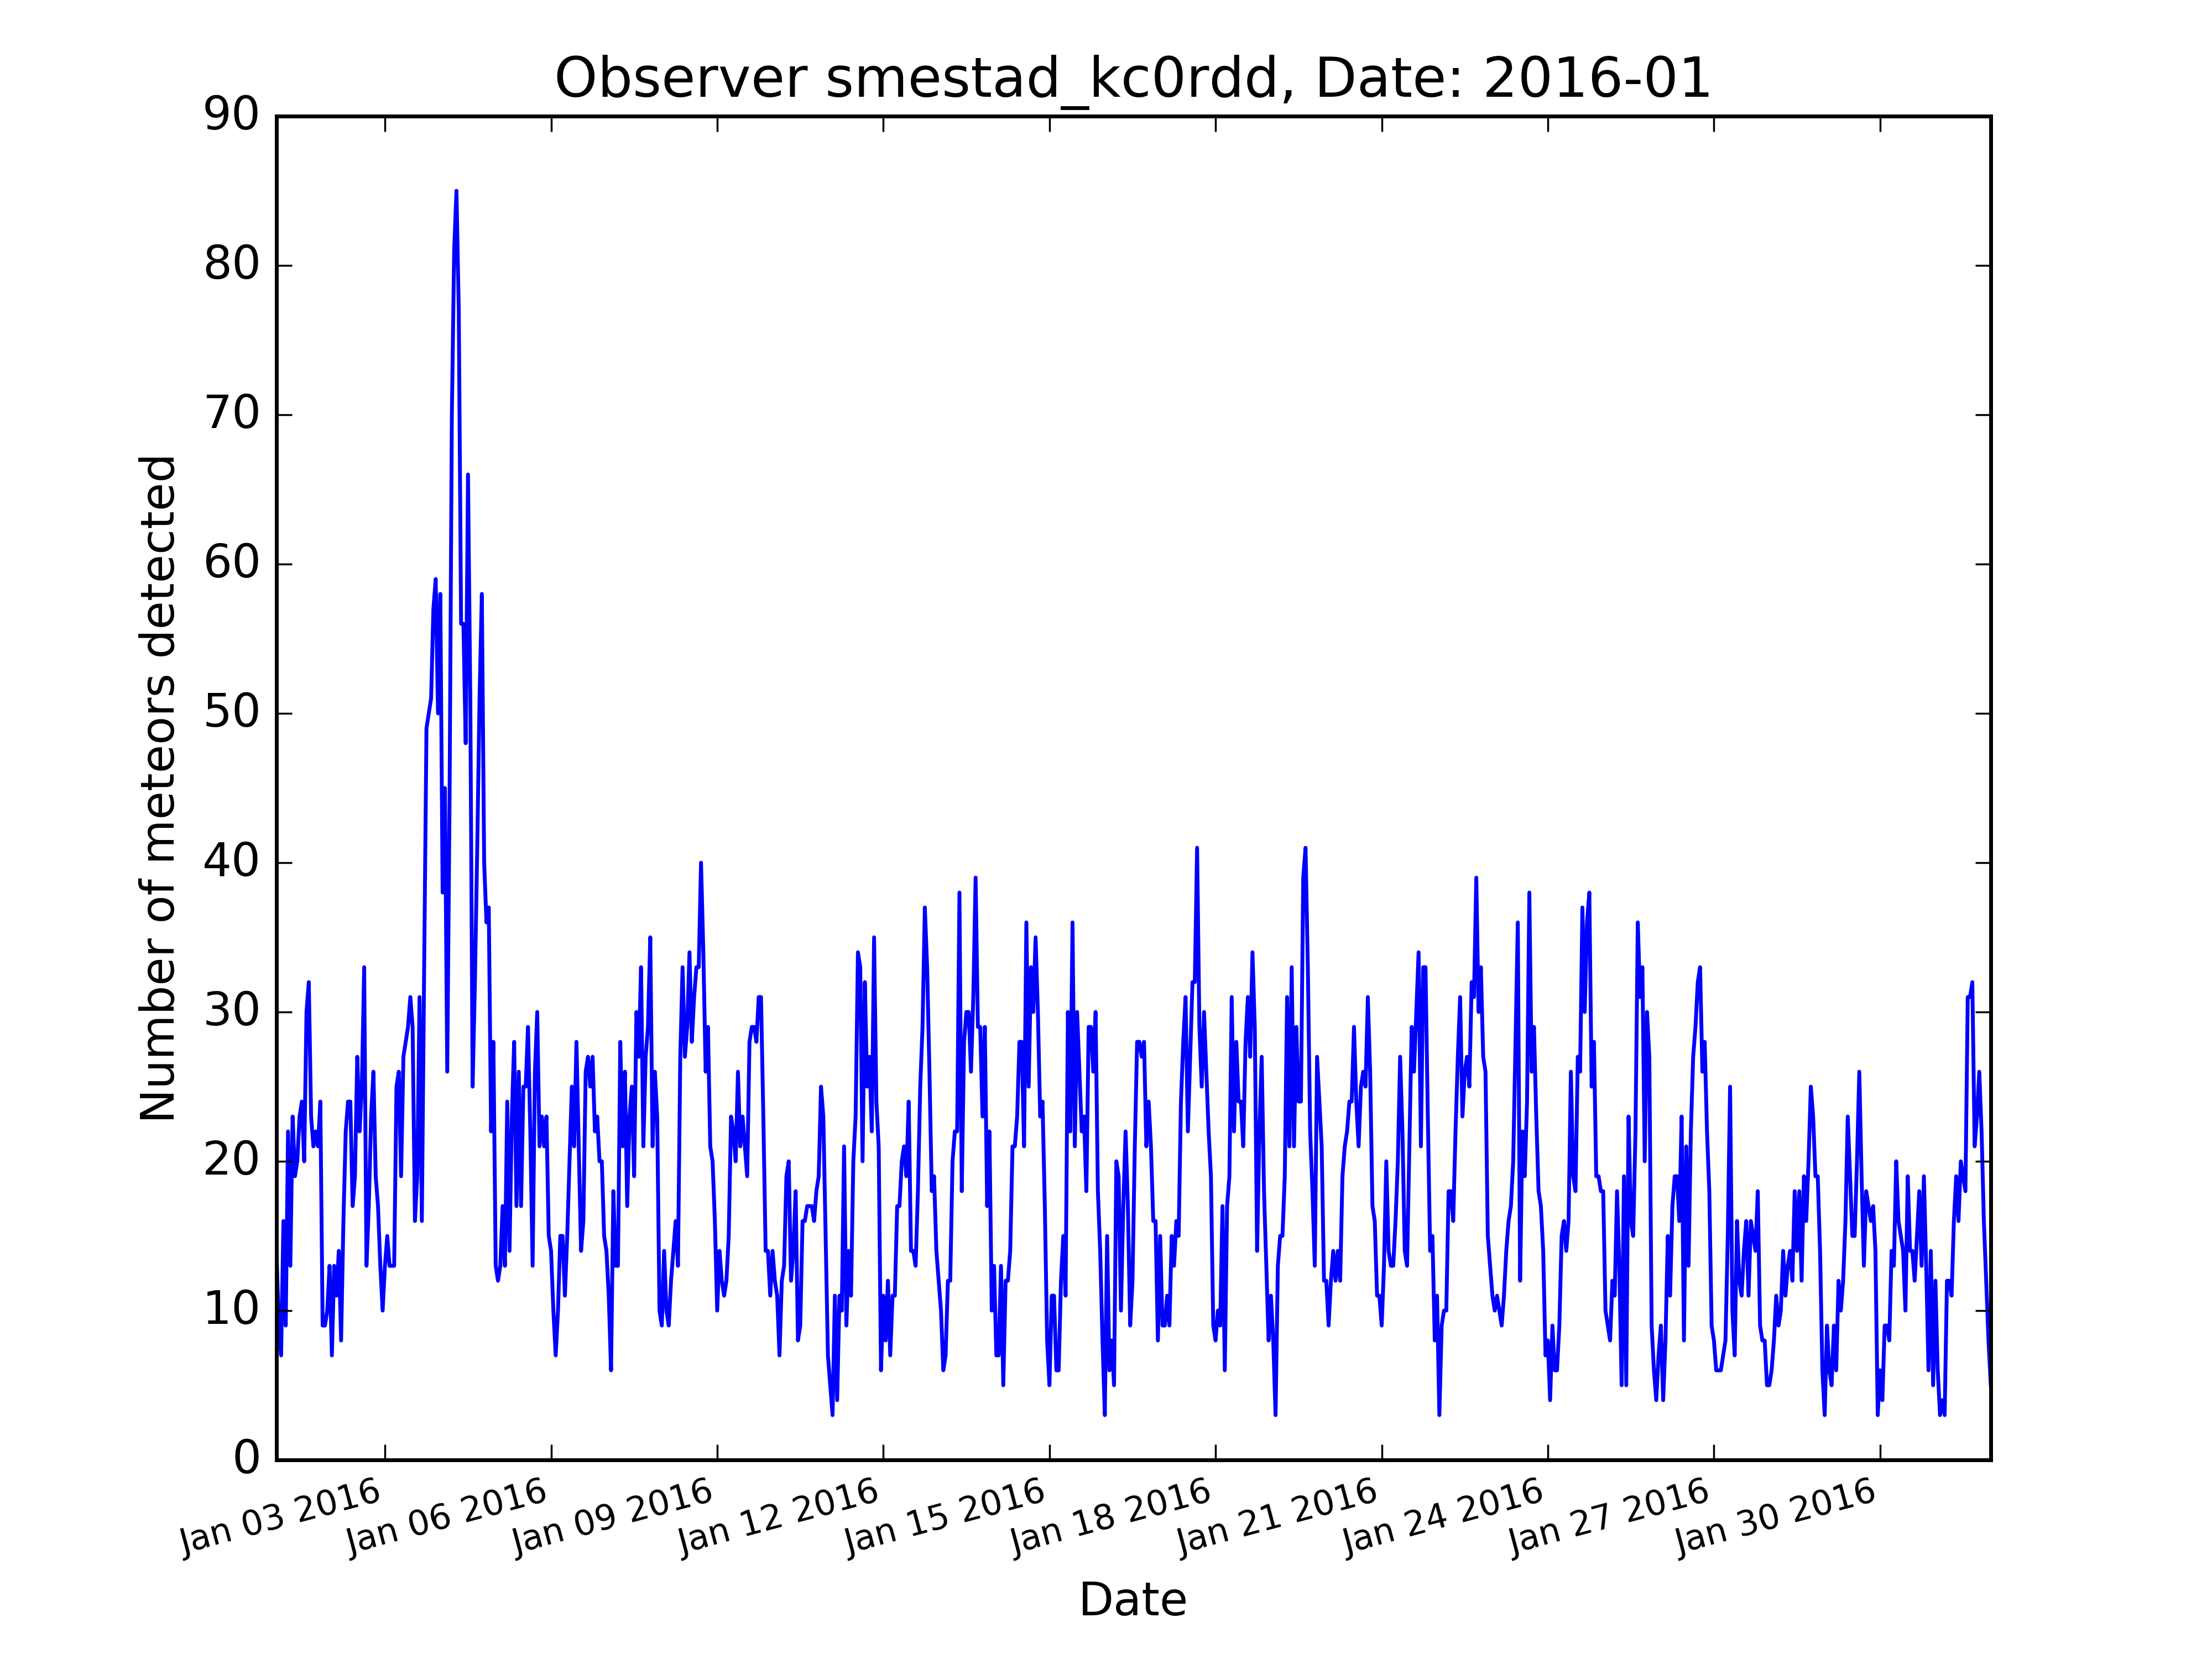 Observer smestad_kc0rdd, Date: 2016-01
Number of meteors detected
90
80
70
60
50
40
30
20
10
0
Jan 03 2016
Jan 06 2016
Jan 09 2016
Jan 12 2016
Jan 15 2016
Jan 18 2016
Jan 21 2016
Jan 24 2016
Jan 27 2016
Jan 30 2016
Date